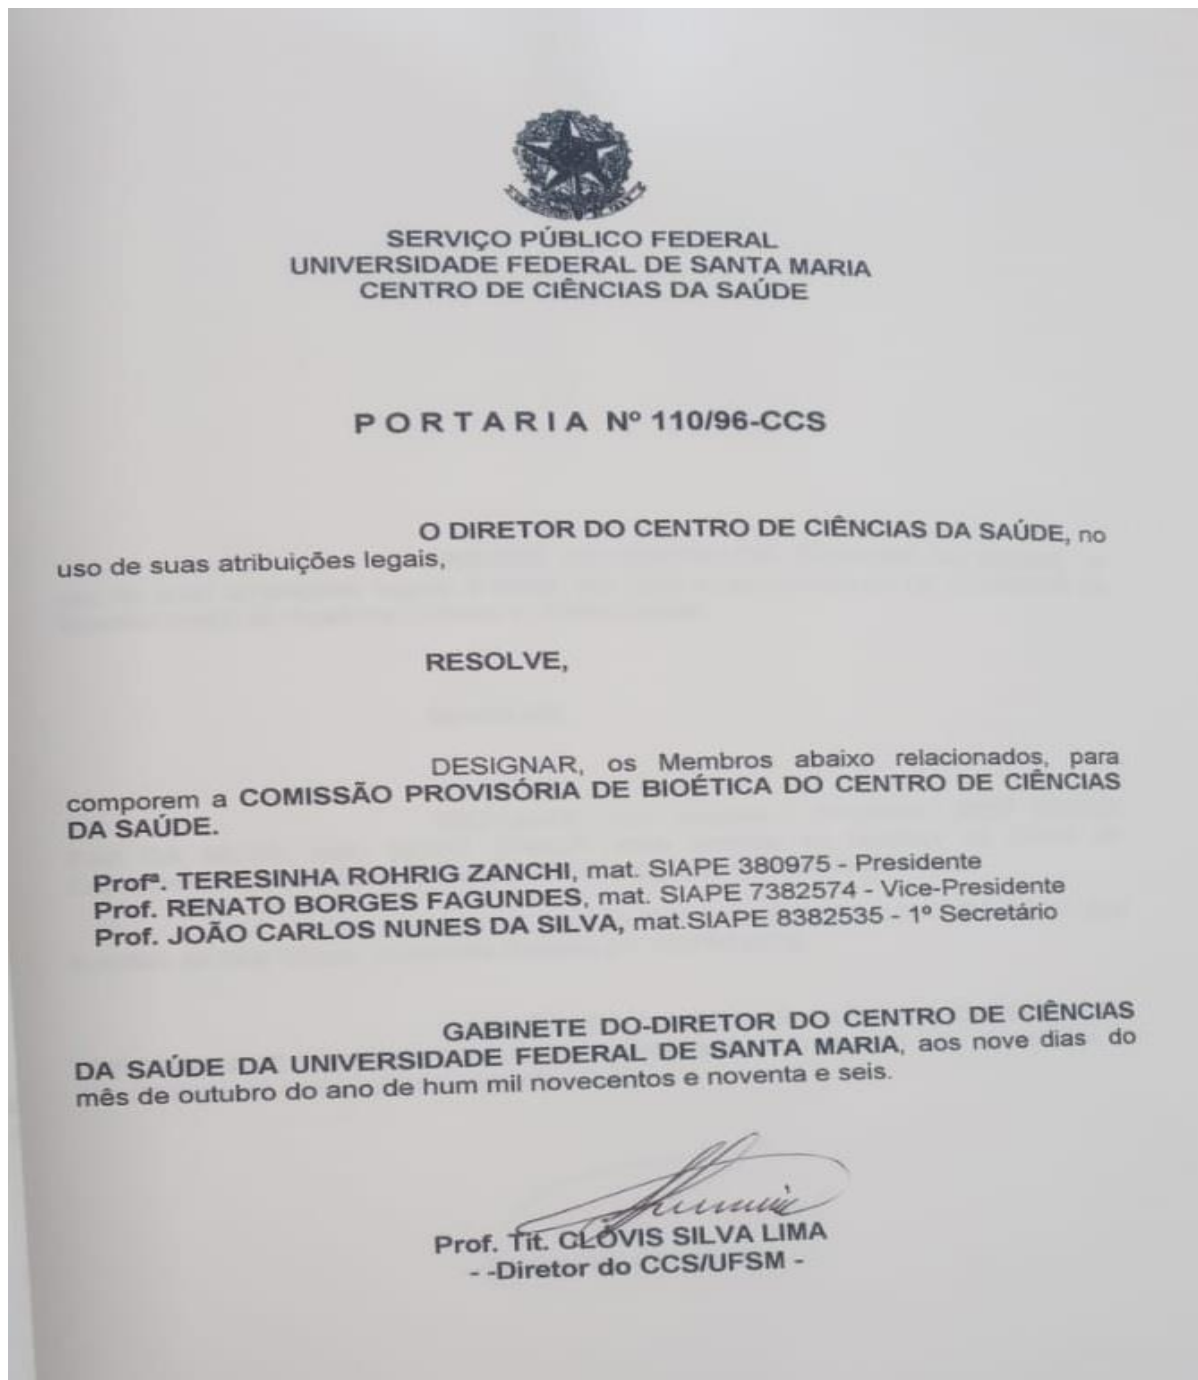 SERVIÇO PÚBLICO FEDERAL
UNIVERSIDADE FEDERAL DE SANTA MARIA
CENTRO DE CIÊNCIAS DA SAÚDE
P O R T A R I A Nº 110/96-CCS
O DIRETOR DO CENTRO DE CIÊNCIAS DA SAÚDE, no
uso de suas atribuições legais,
RESOLVE,
DESIGNAR, os Membros abaixo relacionados, para
comporem a COMISSÃO PROVISÓRIA DE BIOÉTICA DO CENTRO DE CIÊNCIAS
DA SAÚDE.
Profª. TERESINHA ROHRIG ZANCHI, mat. SIAPE 380975 - Presidente
Prof. RENATO BORGES FAGUNDES, mat. SIAPE 7382574 - Vice-Presidente
Prof. JOÃO CARLOS NUNES DA SILVA, mat.SIAPE 8382535 - 1º Secretário
GABINETE DO-DIRETOR DO CENTRO DE CIÊNCIAS
DA SAÚDE DA UNIVERSIDADE FEDERAL DE SANTA MARIA, aos nove dias do
mês de outubro do ano de hum mil novecentos e noventa e seis.
Prof. Tit. CLÓVIS SILVA LIMA
- -Diretor do CCS/UFSM -